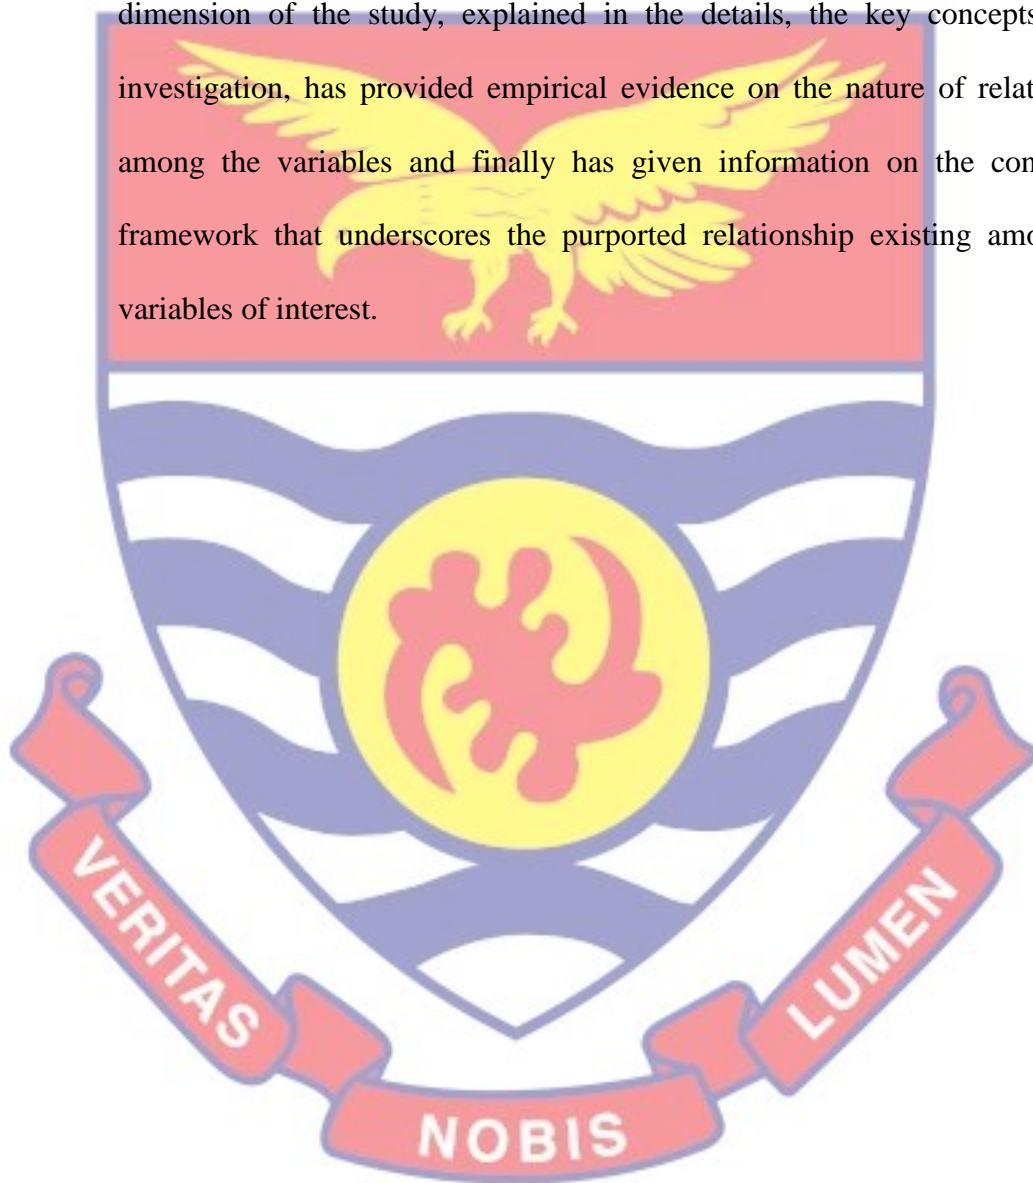 dimension of the study, explained in the details, the key concepts
investigation, has provided empirical evidence on the nature of relat
among the variables and finally has given information on the con
framework that underscores the purported relationship existing amo
variables of interest.
VERITAS
NOBIS
LUMEN